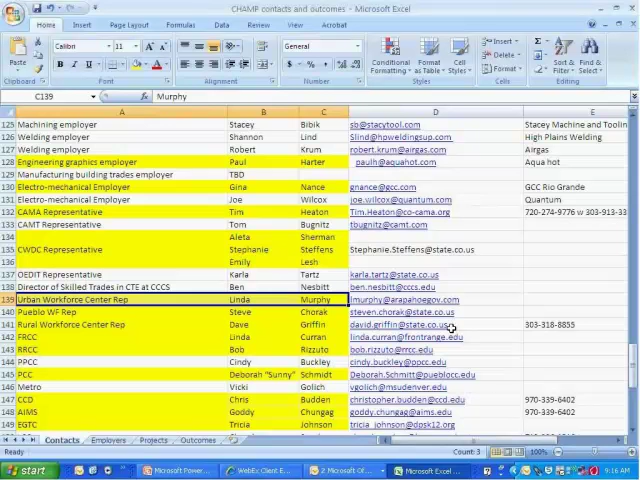 CHAMP contacts and outcomes - Microsoft Excel
Home Insert Page Layout Formulas Data Review View Acrobat
Calibri 11 General Insert Σ
Paste B I U $ % , Conditional Formatting Format as Table Cell Styles Delete Format Sort & Filter Find & Select
Clipboard Font Alignment Number Styles Cells Editing
C139 Murphy
A B C D E
125 Machining employer Stacey Bibik sb@stacytool.com Stacey Machine and Toolin
126 Welding employer Shannon Lind Slind@hpweldingsup.com High Plains Welding
127 Welding employer Robert Krum robert.krum@airgas.com Airgas
128 Engineering graphics employer Paul Harter paulh@aquahot.com Aqua hot
129 Manufacturing building trades employer TBD
130 Electro-mechanical Employer Gina Nance gnance@gcc.com GCC Rio Grande
131 Electro-mechanical Employer Joe Wilcox joe.wilcox@quantum.com Quantum
132 CAMA Representative Tim Heaton Tim.Heaton@co-cama.org 720-274-9776 w 303-913-33
133 CAMT Representative Tom Bugnitz tbugnitz@camt.com
134 Aleta Sherman
135 CWDC Representative Stephanie Steffens Stephanie.Steffens@state.co.us
136 Emily Lesh
137 OEDIT Representative Karla Tartz karla.tartz@state.co.us
138 Director of Skilled Trades in CTE at CCCS Ben Nesbitt ben.nesbitt@cccs.edu
139 Urban Workforce Center Rep Linda Murphy lmurphy@arapahoegov.com
140 Pueblo WF Rep Steve Chorak steven.chorak@state.co.us
141 Rural Workforce Center Rep Dave Griffin david.griffin@state.co.us 303-318-8855
142 FRCC Linda Curran linda.curran@frontrange.edu
143 RRCC Bob Rizzuto bob.rizzuto@rrcc.edu
144 PPCC Cindy Buckley cindy.buckley@ppcc.edu
145 PCC Deborah "Sunny" Schmidt Deborah.Schmidt@pueblocc.edu
146 Metro Vicki Golich vgolich@msudenver.edu
147 CCD Chris Budden christopher.budden@ccd.edu 970-339-6402
148 AIMS Goddy Chungag goddy.chungag@aims.edu 970-339-6402
149 EGTC Tricia Johnson tricia_johnson@dpsk12.org
Contacts Employers Projects Outcomes
Ready Count: 3 100%
start Microsoft Power... WebEx Client E... 2 Microsoft Of... Microsoft Excel ... 9:16 AM